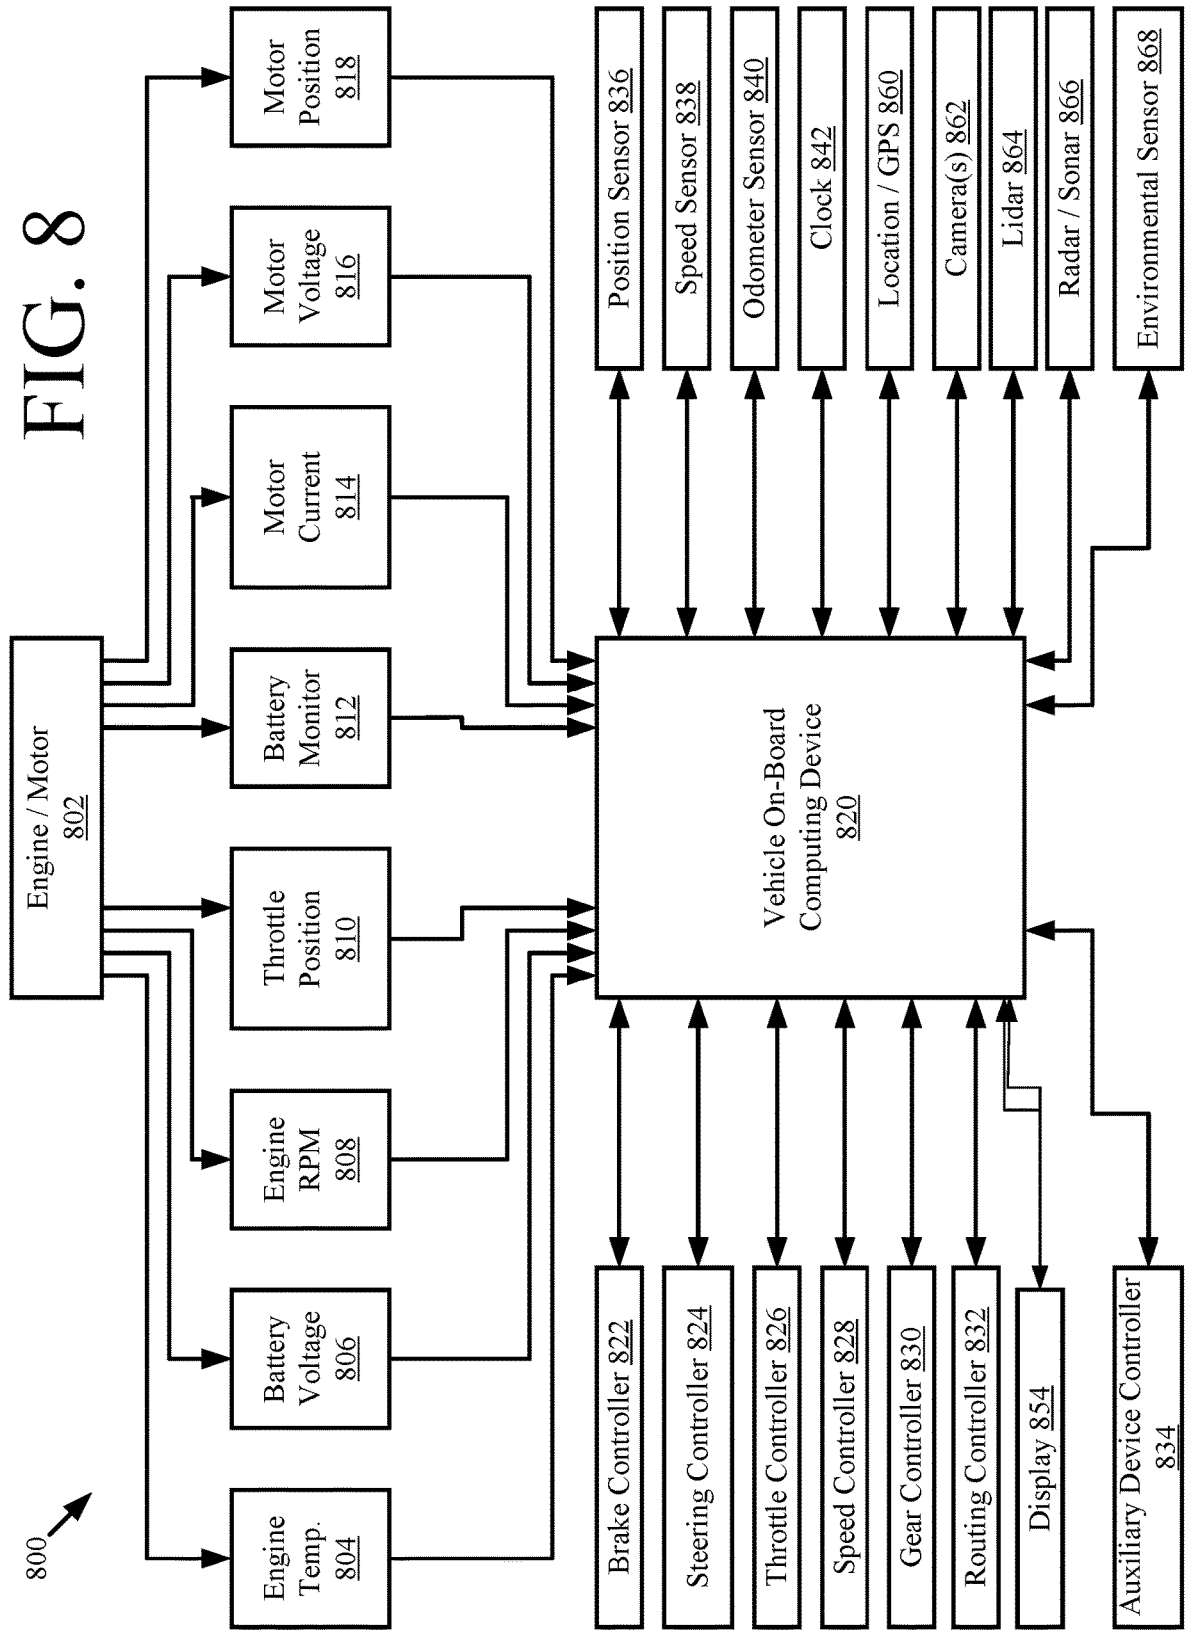 800
FIG. 8
Engine / Motor
802
Engine
Temp.
804
Battery
Voltage
806
Engine
RPM
808
Throttle
Position
810
Battery
Monitor
812
Motor
Current
814
Motor
Voltage
816
Motor
Position
818
Vehicle On-Board
Computing Device
820
Brake Controller 822
Steering Controller 824
Throttle Controller 826
Speed Controller 828
Gear Controller 830
Routing Controller 832
Display 854
Auxiliary Device Controller
834
Position Sensor 836
Speed Sensor 838
Odometer Sensor 840
Clock 842
Location / GPS 860
Camera(s) 862
Lidar 864
Radar / Sonar 866
Environmental Sensor 868